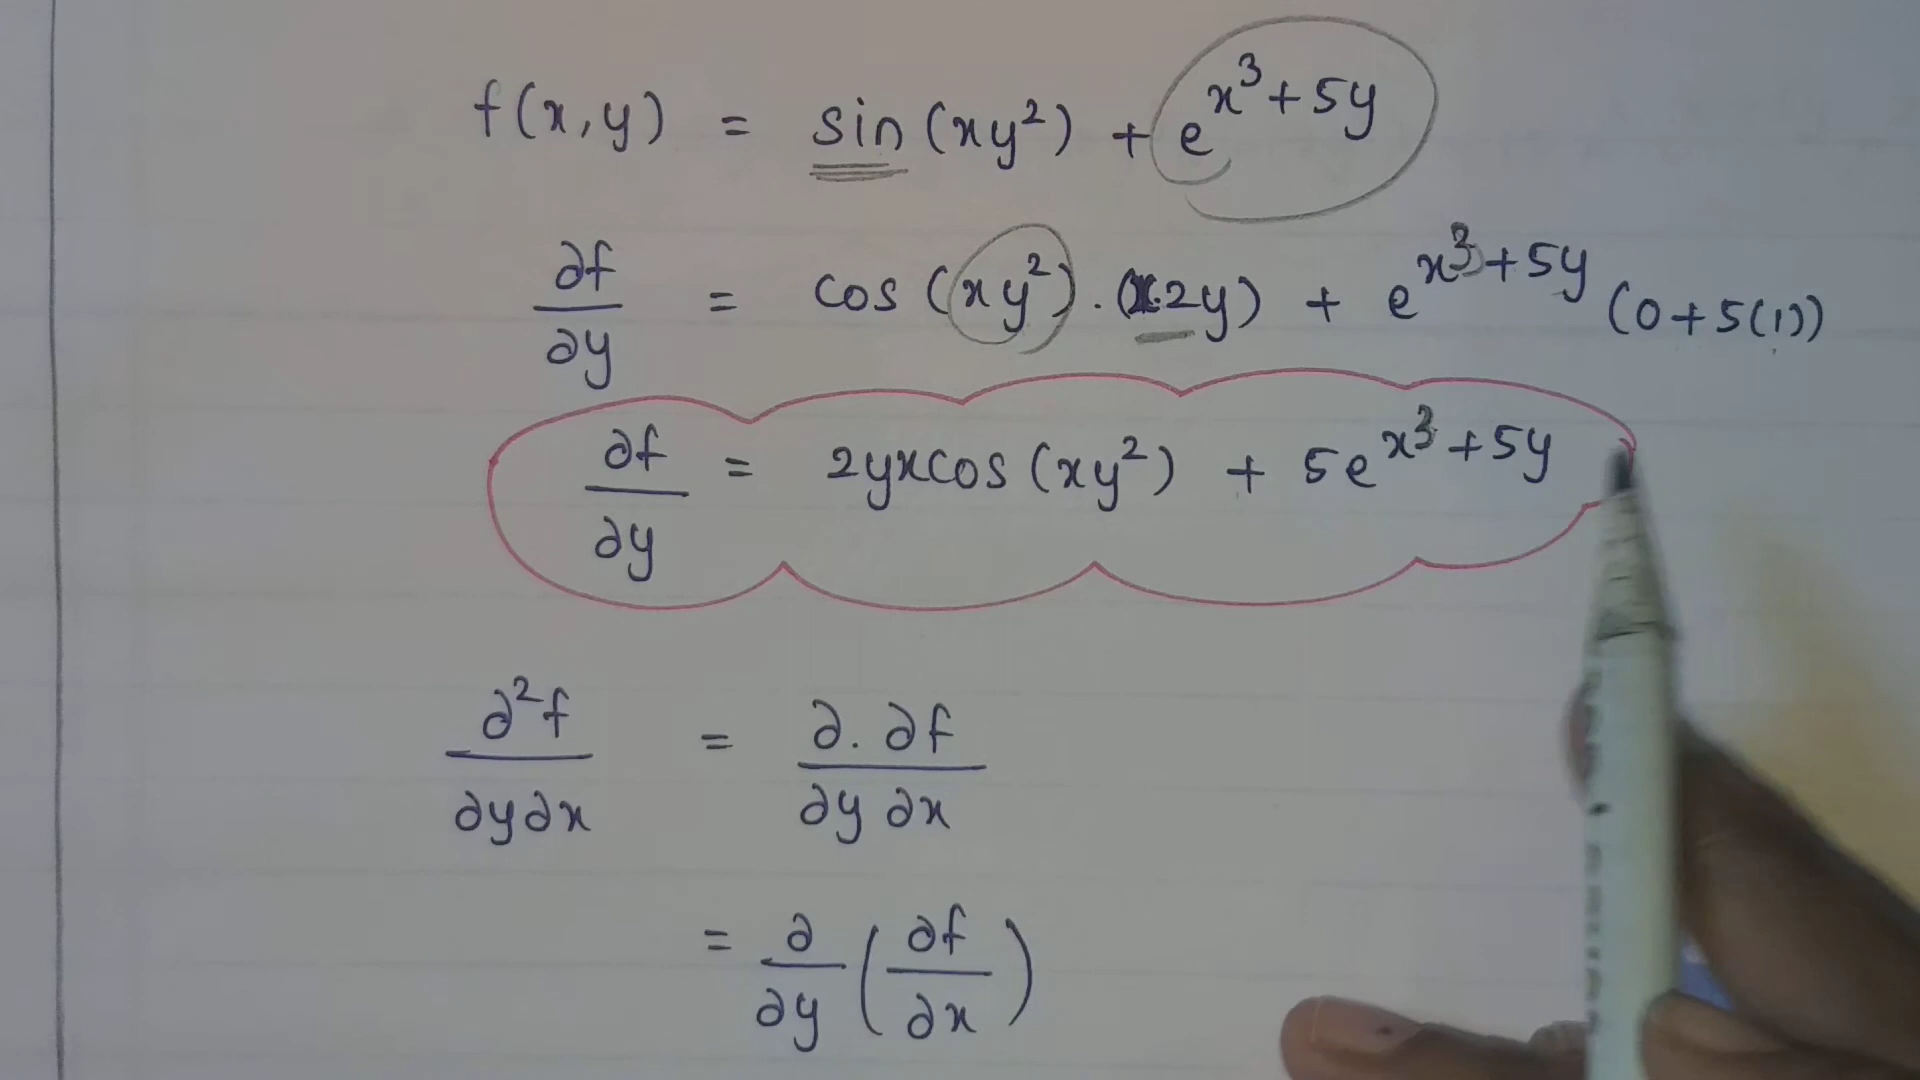 f(x,y) = sin(xy²) + e^{x³+5y}
∂f/∂y = cos(xy²).(x.2y) + e^{x³+5y} (0+5(1))
∂f/∂y = 2yxcos(xy²) + 5e^{x³+5y}
∂²f/∂y∂x = ∂.∂f/∂y∂x
= ∂/∂y (∂f/∂x)